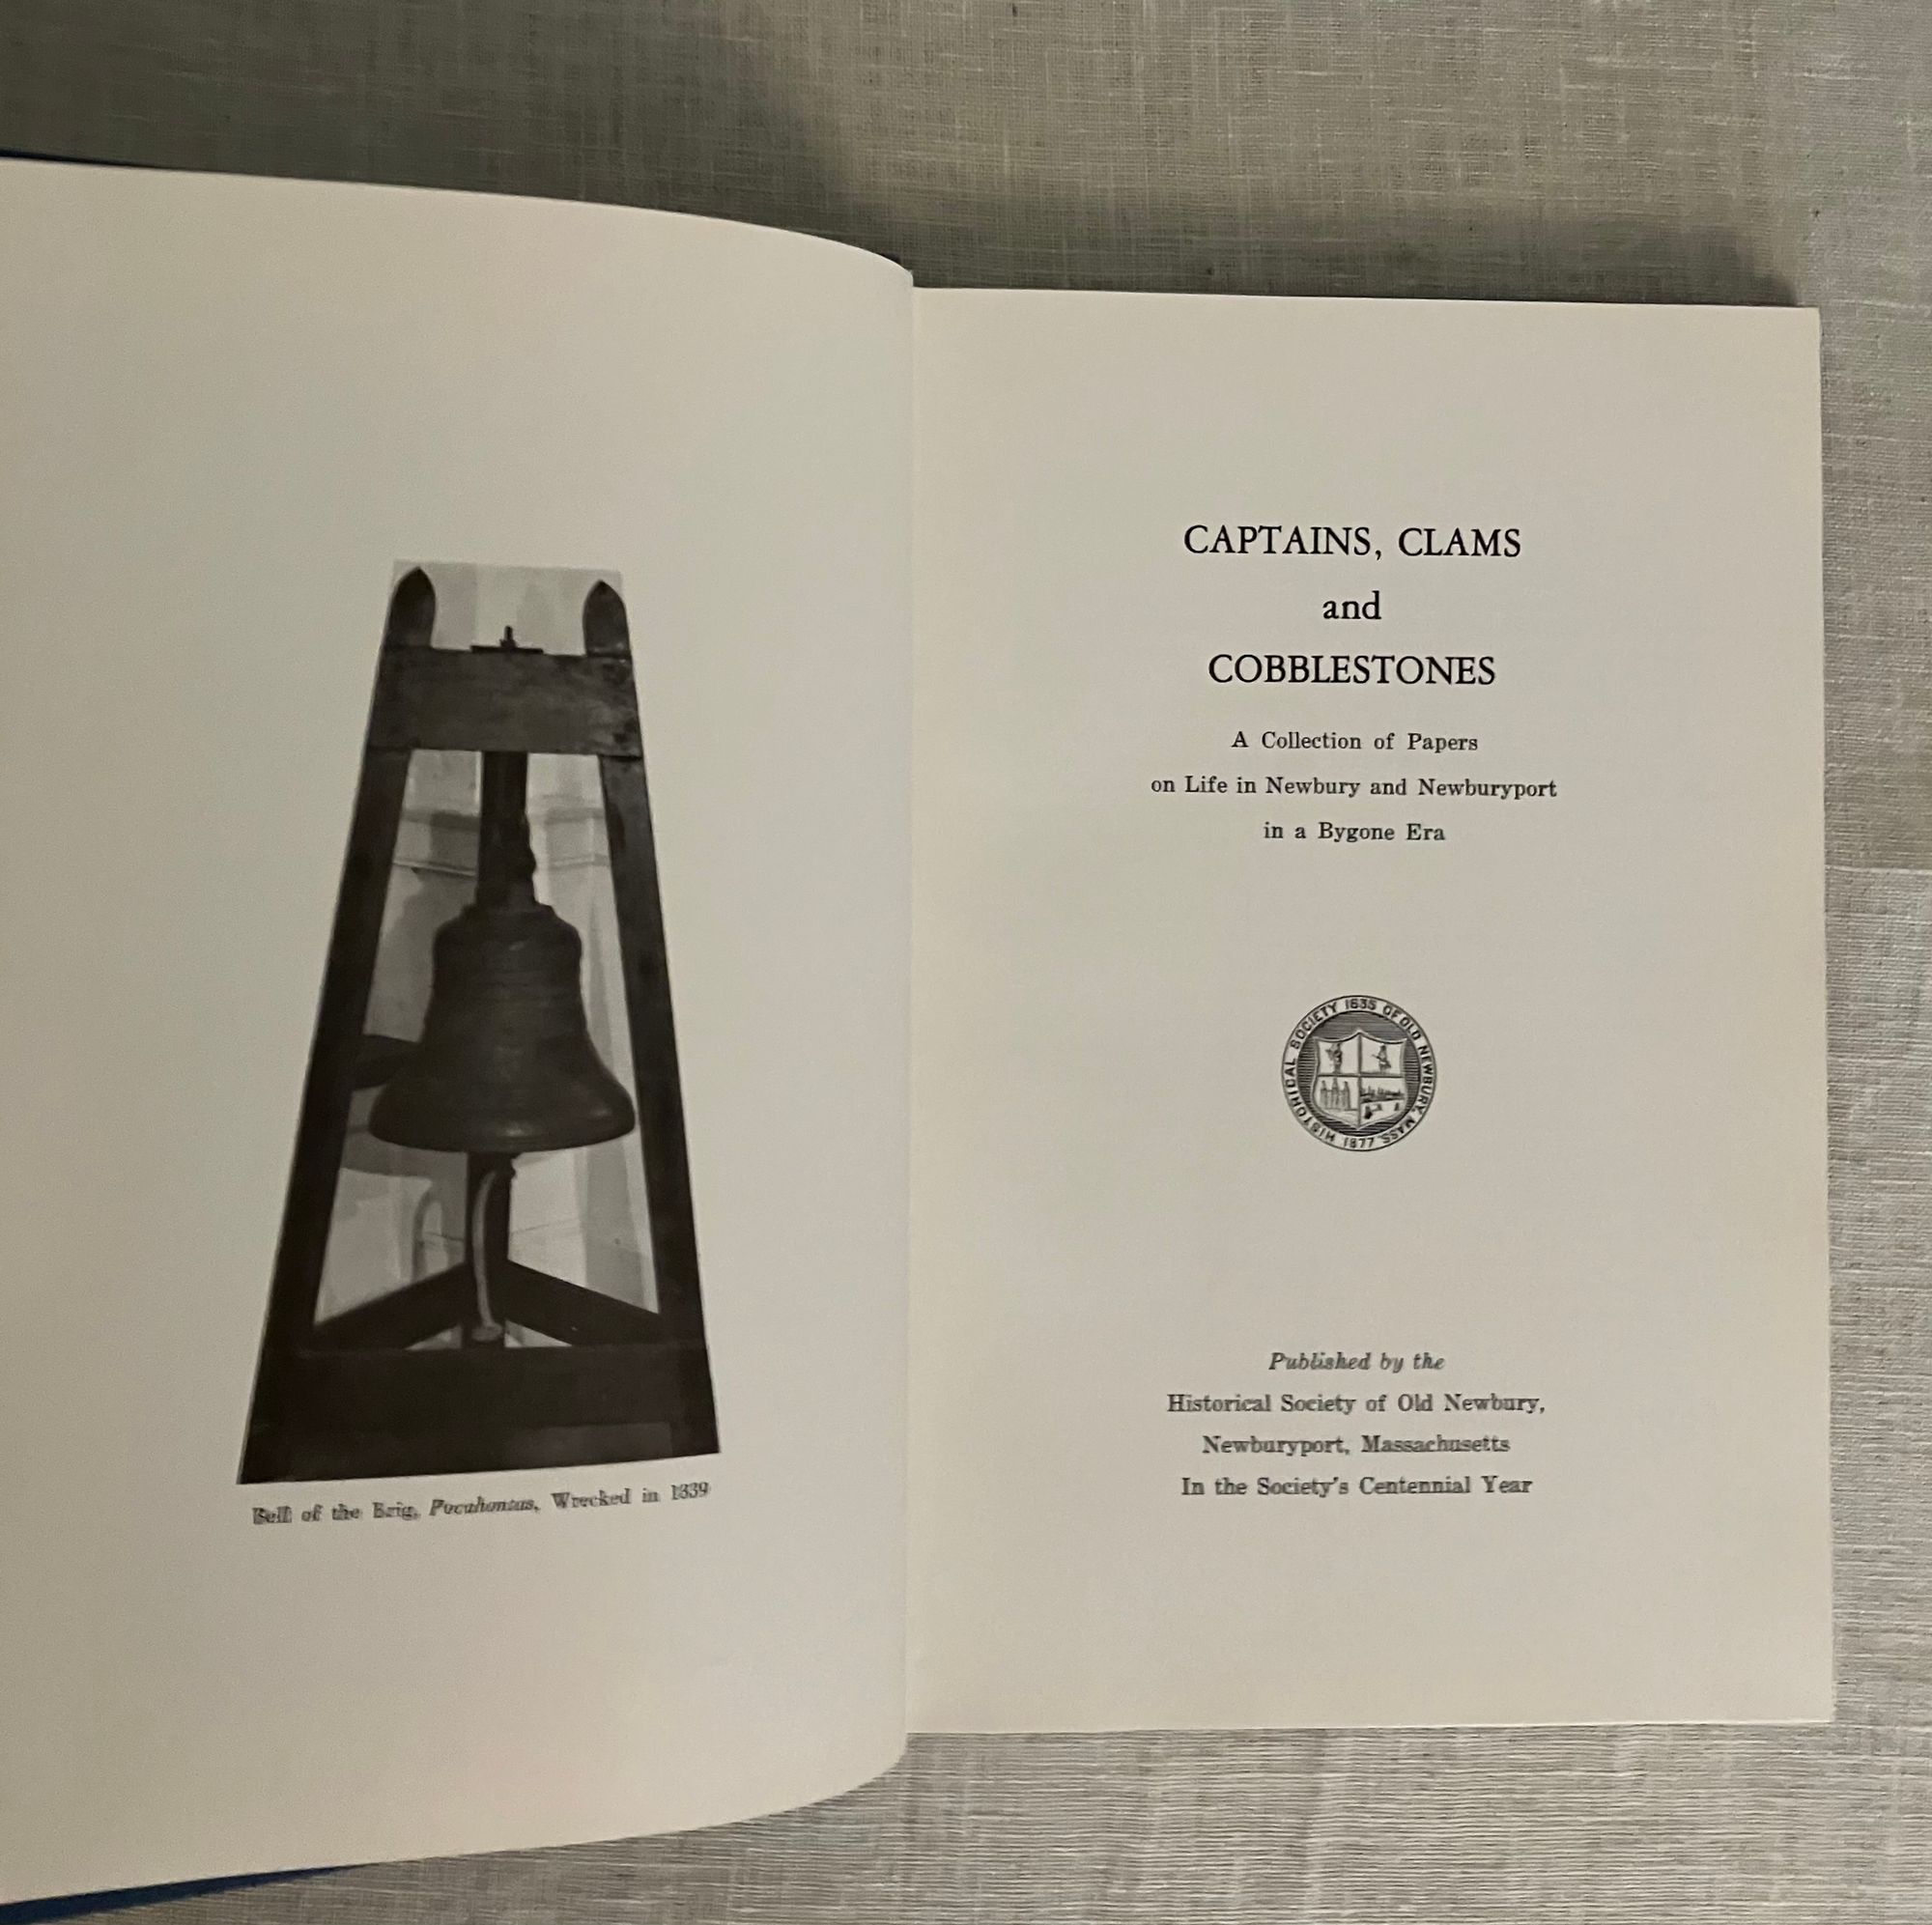 Bell of the Brig, Pocahontas, Wrecked in 1839
CAPTAINS, CLAMS
and
COBBLESTONES
A Collection of Papers
on Life in Newbury and Newburyport
in a Bygone Era
HISTORICAL SOCIETY 1635 OF OLD NEWBURY, MASS. 1877
Published by the
Historical Society of Old Newbury,
Newburyport, Massachusetts
In the Society's Centennial Year